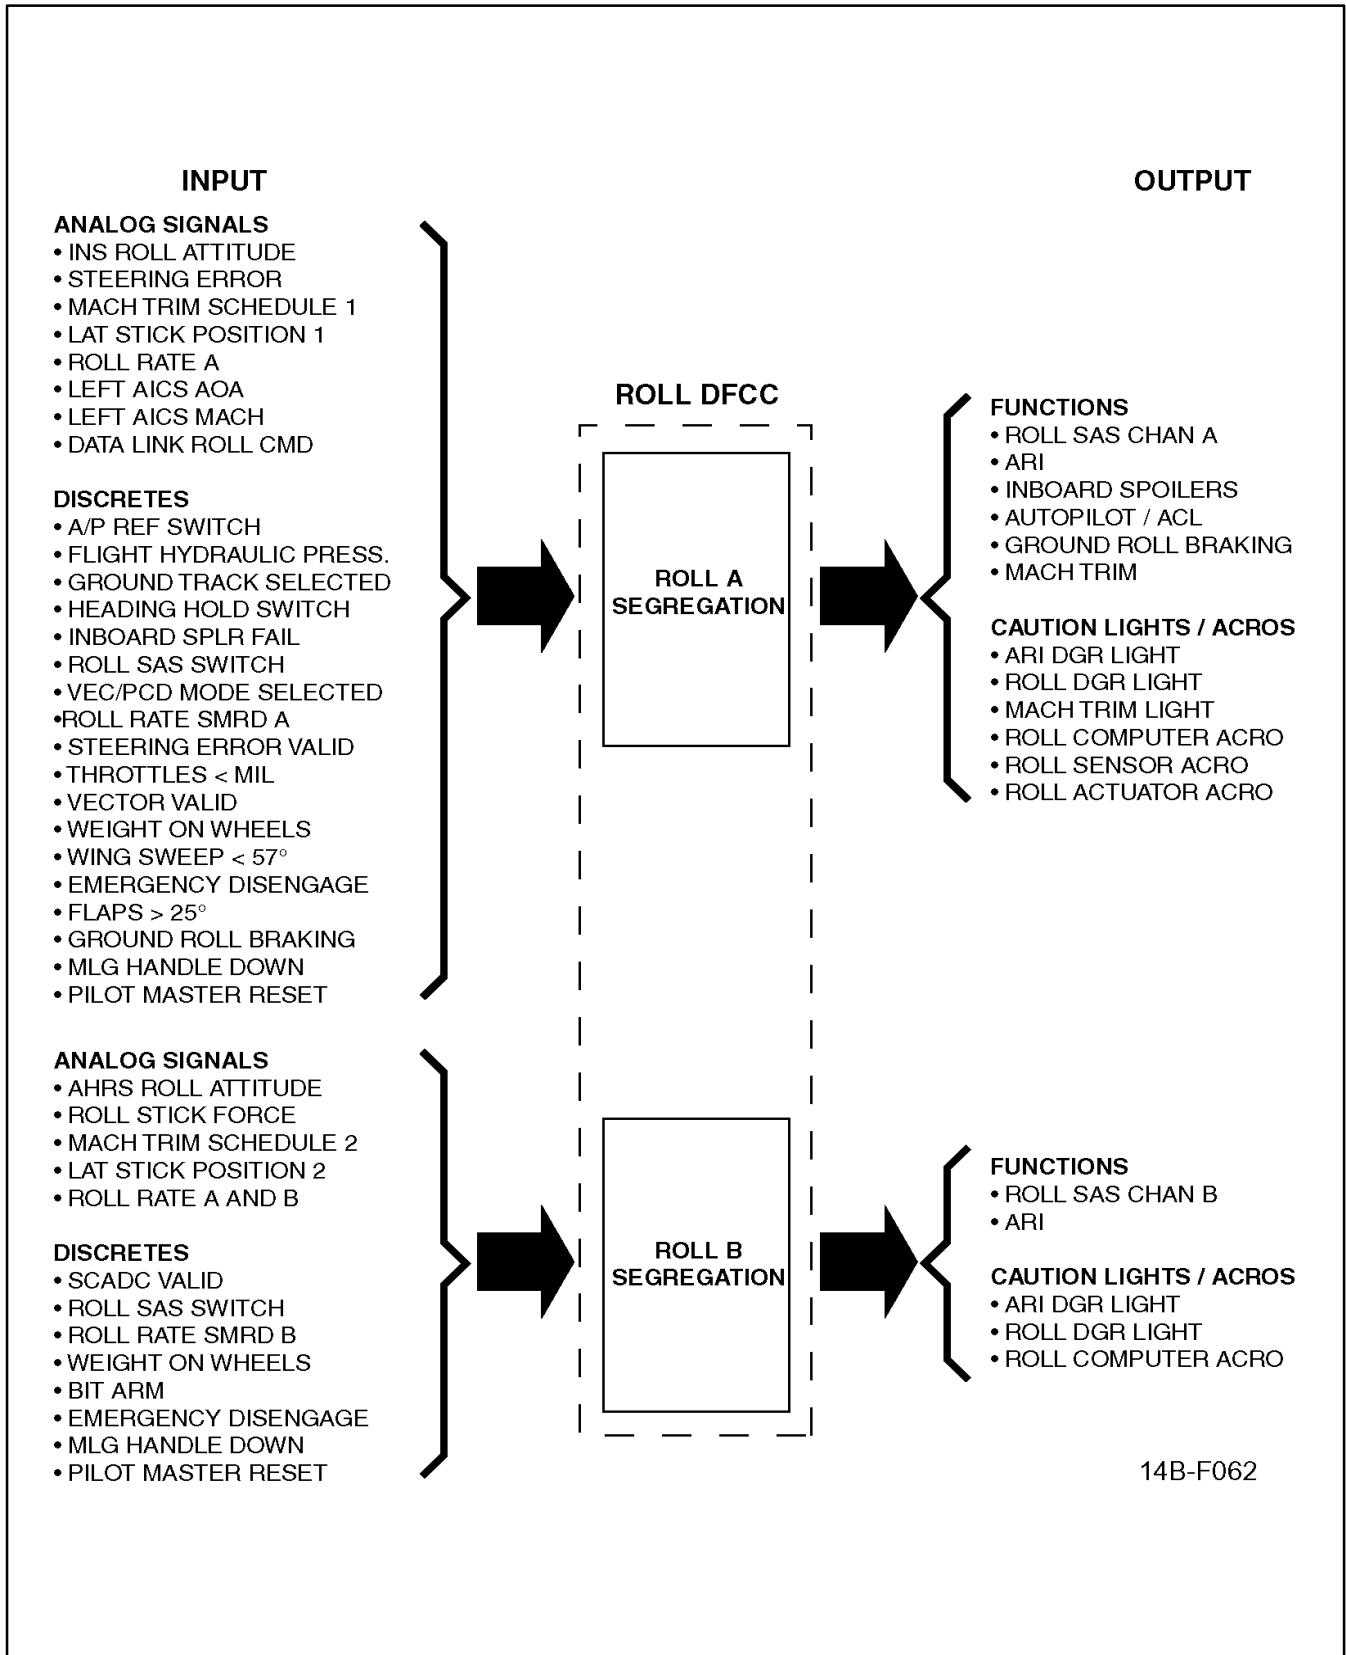 INPUT
ANALOG SIGNALS
• INS ROLL ATTITUDE
• STEERING ERROR
• MACH TRIM SCHEDULE 1
• LAT STICK POSITION 1
• ROLL RATE A
• LEFT AICS AOA
• LEFT AICS MACH
• DATA LINK ROLL CMD
DISCRETES
• A/P REF SWITCH
• FLIGHT HYDRAULIC PRESS.
• GROUND TRACK SELECTED
• HEADING HOLD SWITCH
• INBOARD SPLR FAIL
• ROLL SAS SWITCH
• VEC/PCD MODE SELECTED
•ROLL RATE SMRD A
• STEERING ERROR VALID
• THROTTLES < MIL
• VECTOR VALID
• WEIGHT ON WHEELS
• WING SWEEP < 57°
• EMERGENCY DISENGAGE
• FLAPS > 25°
• GROUND ROLL BRAKING
• MLG HANDLE DOWN
• PILOT MASTER RESET
ANALOG SIGNALS
• AHRS ROLL ATTITUDE
• ROLL STICK FORCE
• MACH TRIM SCHEDULE 2
• LAT STICK POSITION 2
• ROLL RATE A AND B
DISCRETES
• SCADC VALID
• ROLL SAS SWITCH
• ROLL RATE SMRD B
• WEIGHT ON WHEELS
• BIT ARM
• EMERGENCY DISENGAGE
• MLG HANDLE DOWN
• PILOT MASTER RESET
ROLL DFCC
ROLL A
SEGREGATION
ROLL B
SEGREGATION
OUTPUT
FUNCTIONS
• ROLL SAS CHAN A
• ARI
• INBOARD SPOILERS
• AUTOPILOT / ACL
• GROUND ROLL BRAKING
• MACH TRIM
CAUTION LIGHTS / ACROS
• ARI DGR LIGHT
• ROLL DGR LIGHT
• MACH TRIM LIGHT
• ROLL COMPUTER ACRO
• ROLL SENSOR ACRO
• ROLL ACTUATOR ACRO
FUNCTIONS
• ROLL SAS CHAN B
• ARI
CAUTION LIGHTS / ACROS
• ARI DGR LIGHT
• ROLL DGR LIGHT
• ROLL COMPUTER ACRO
14B-F062